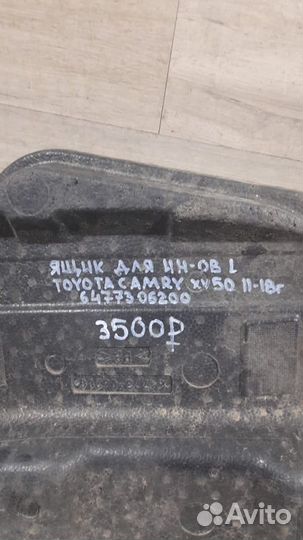 ЯЩИК ДЛЯ ИН-ОВ L
TOYOTA CAMRY XV50 11-18г
6477306200
3500₽
Avito